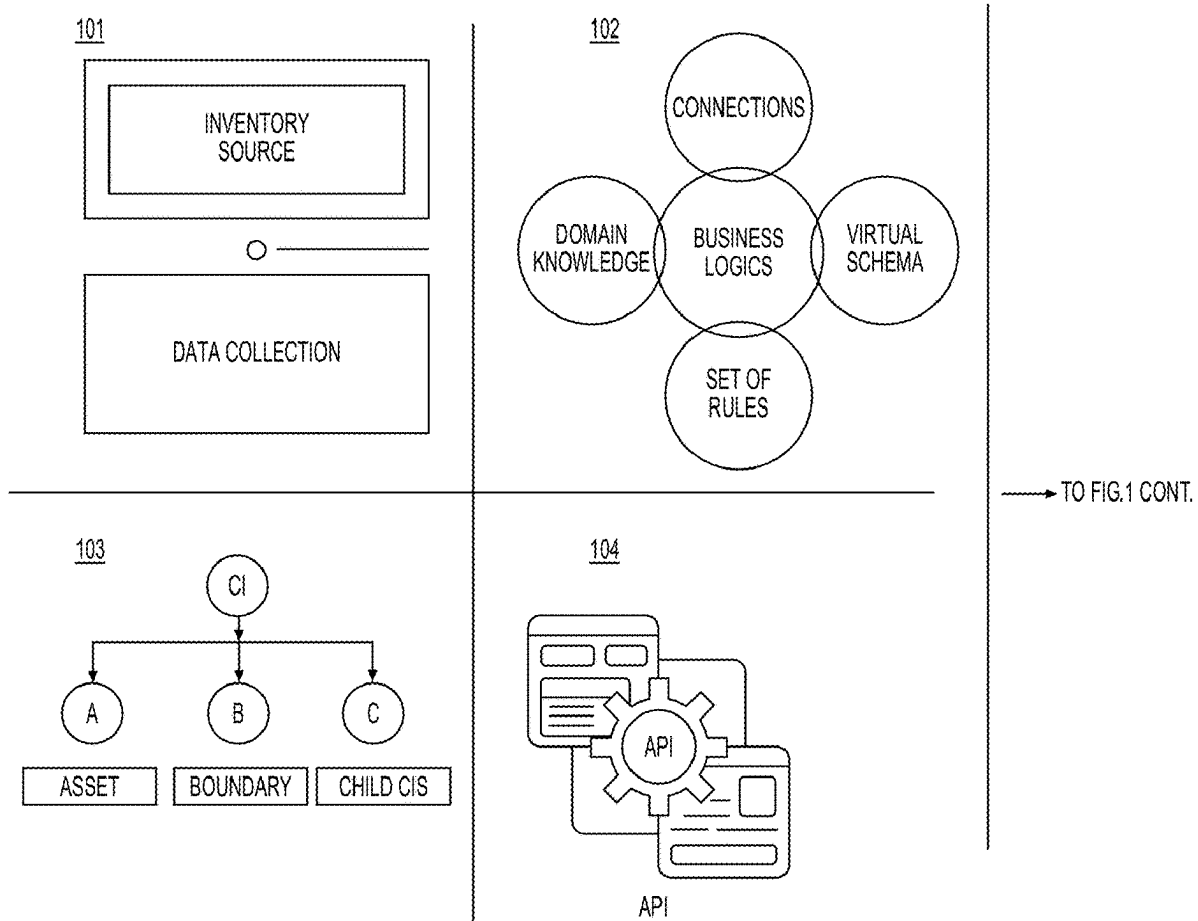 101
INVENTORY
SOURCE
DATA COLLECTION
102
CONNECTIONS
DOMAIN
KNOWLEDGE
BUSINESS
LOGICS
VIRTUAL
SCHEMA
SET OF
RULES
TO FIG.1 CONT.
103
CI
A
B
C
ASSET
BOUNDARY
CHILD CIS
104
API
API